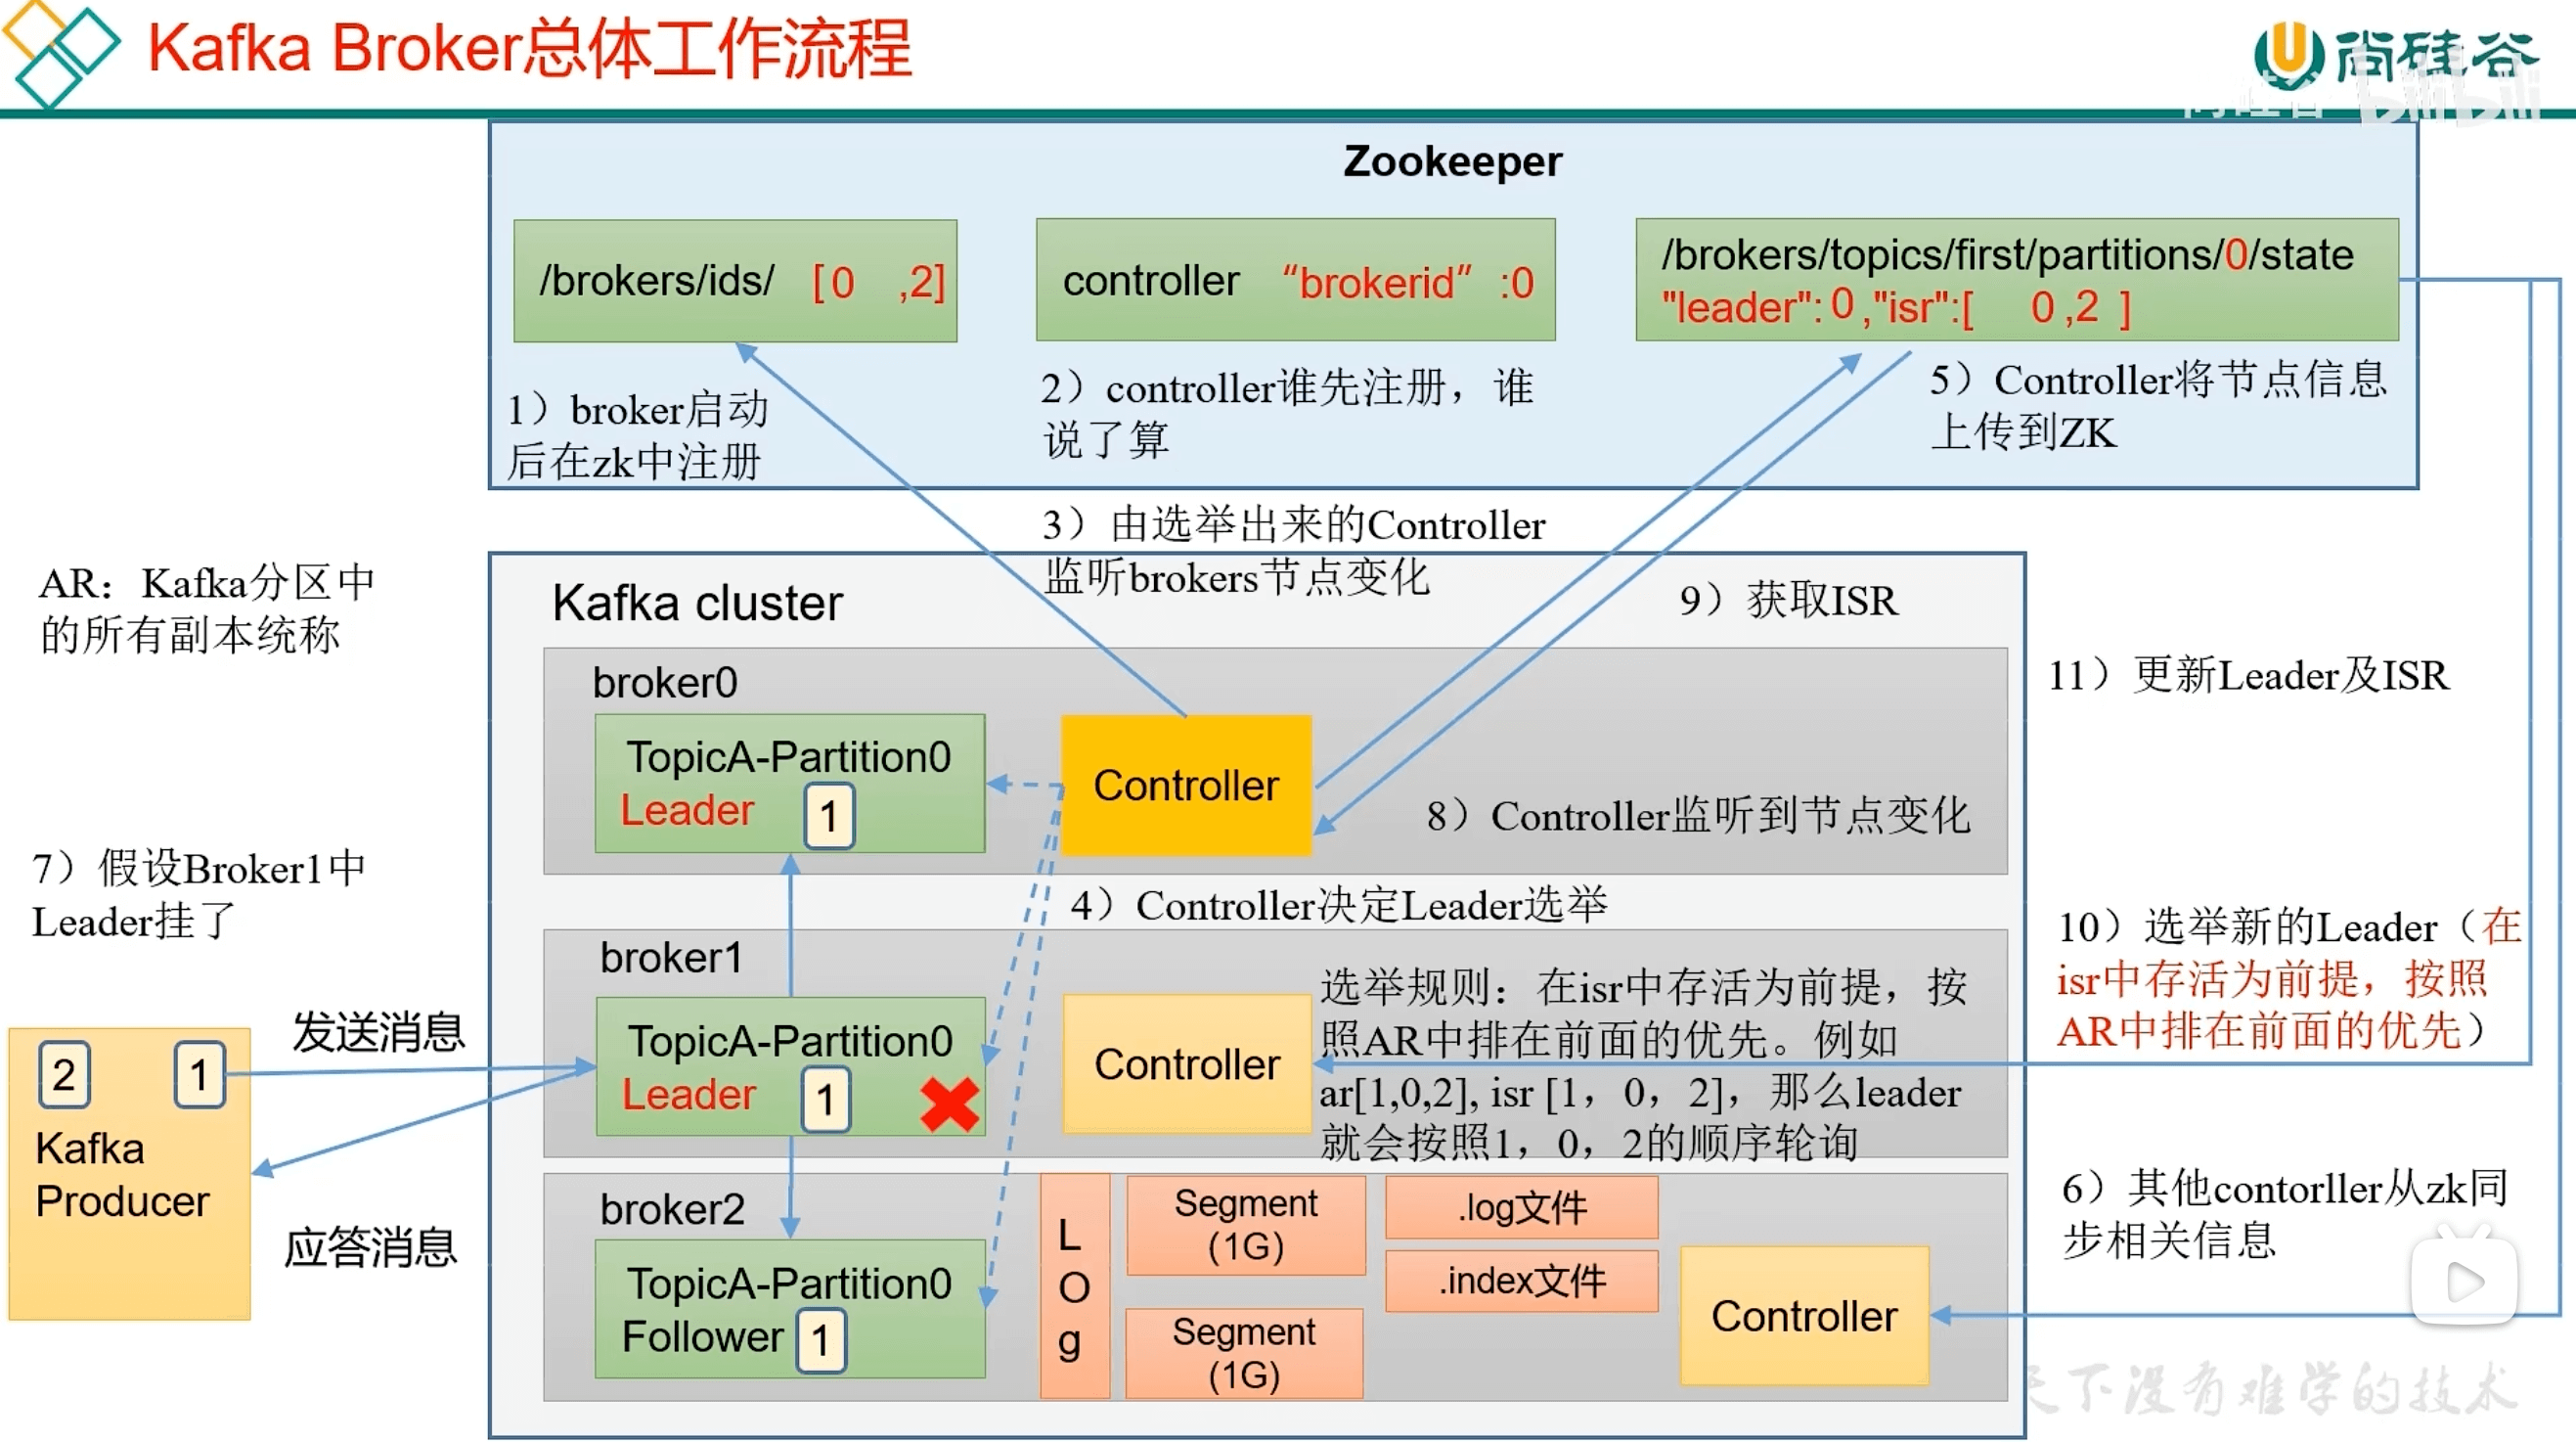 Kafka Broker总体工作流程
尚硅谷
bilibili
Zookeeper
/brokers/ids/ [0 ,2]
controller “brokerid” :0
/brokers/topics/first/partitions/0/state
"leader":0,"isr":[ 0,2 ]
1）broker启动
后在zk中注册
2）controller谁先注册，谁
说了算
5）Controller将节点信息
上传到ZK
3）由选举出来的Controller
监听brokers节点变化
AR：Kafka分区中
的所有副本统称
Kafka cluster
9）获取ISR
11）更新Leader及ISR
broker0
TopicA-Partition0
Leader 1
Controller
8）Controller监听到节点变化
7）假设Broker1中
Leader挂了
4）Controller决定Leader选举
10）选举新的Leader（在
isr中存活为前提，按照
AR中排在前面的优先）
broker1
TopicA-Partition0
Leader 1
Controller
选举规则：在isr中存活为前提，按
照AR中排在前面的优先。例如
ar[1,0,2], isr [1，0，2]，那么leader
就会按照1，0，2的顺序轮询
发送消息
2 1
Kafka
Producer
应答消息
broker2
TopicA-Partition0
Follower 1
L
O
g
Segment
(1G)
Segment
(1G)
.log文件
.index文件
Controller
6）其他contorller从zk同
步相关信息
天下没有难学的技术